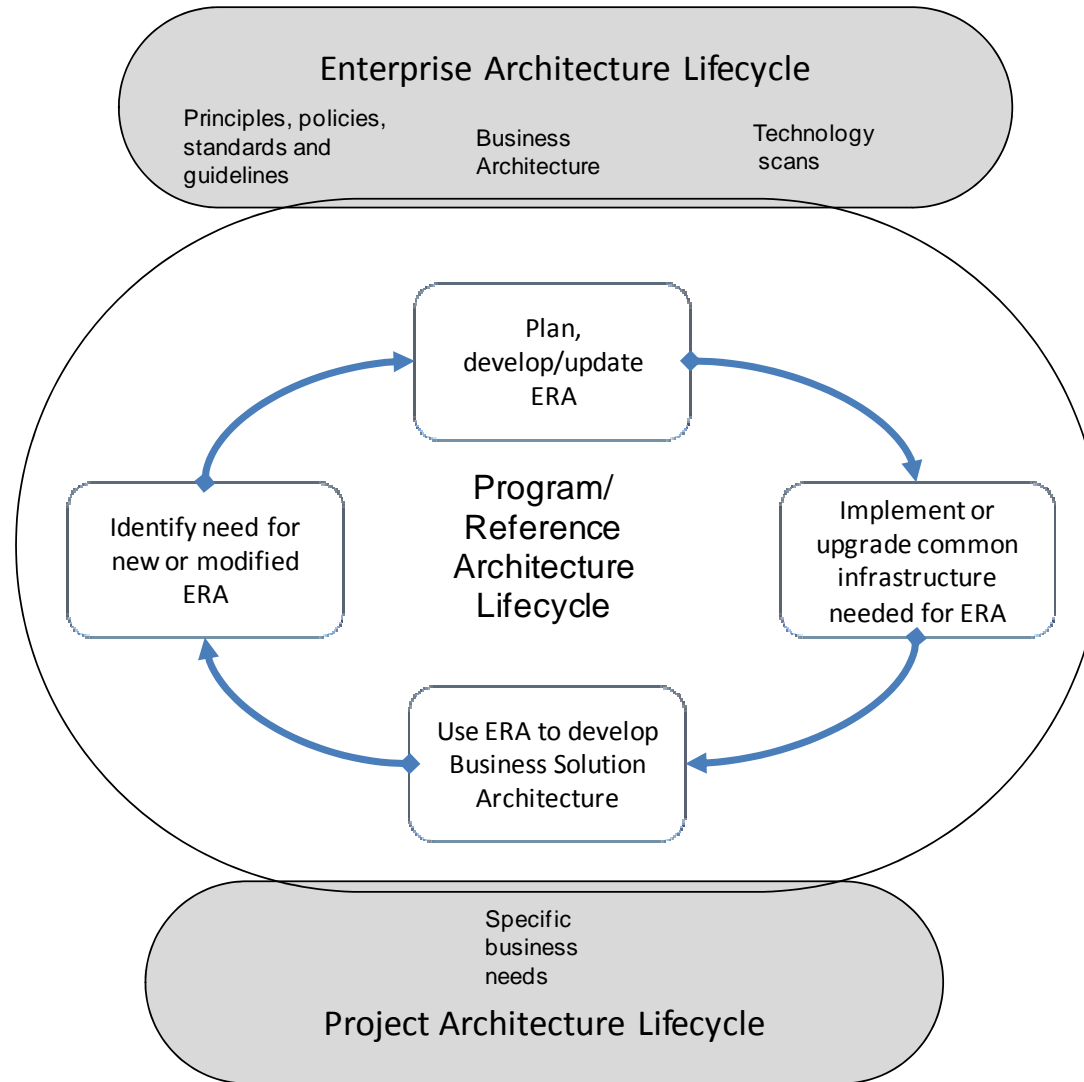 Enterprise Architecture Lifecycle
Principles, policies,
standards and
guidelines
Business
Architecture
Technology
scans
Plan,
develop/update
ERA
Identify need for
new or modified
ERA
Program/
Reference
Architecture
Lifecycle
Implement or
upgrade common
infrastructure
needed for ERA
Use ERA to develop
Business Solution
Architecture
Specific
business
needs
Project Architecture Lifecycle